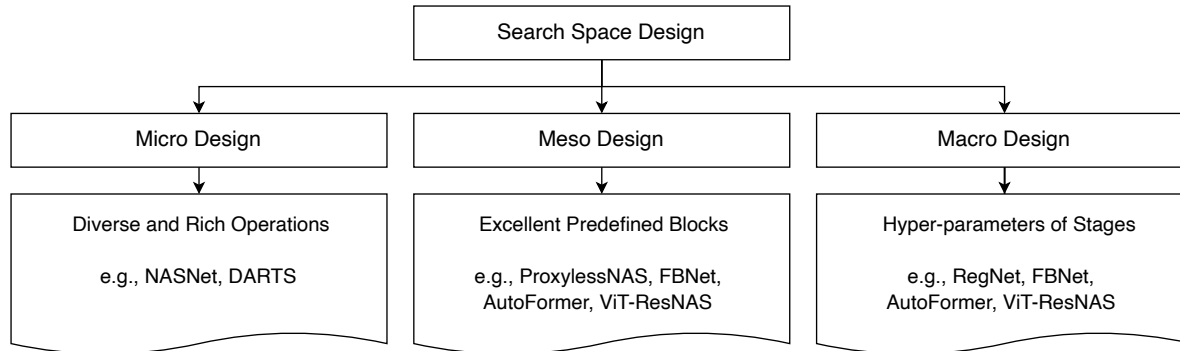 Search Space Design
Micro Design
Meso Design
Macro Design
Diverse and Rich Operations
e.g., NASNet, DARTS
Excellent Predefined Blocks
e.g., ProxylessNAS, FBNet,
AutoFormer, ViT-ResNAS
Hyper-parameters of Stages
e.g., RegNet, FBNet,
AutoFormer, ViT-ResNAS